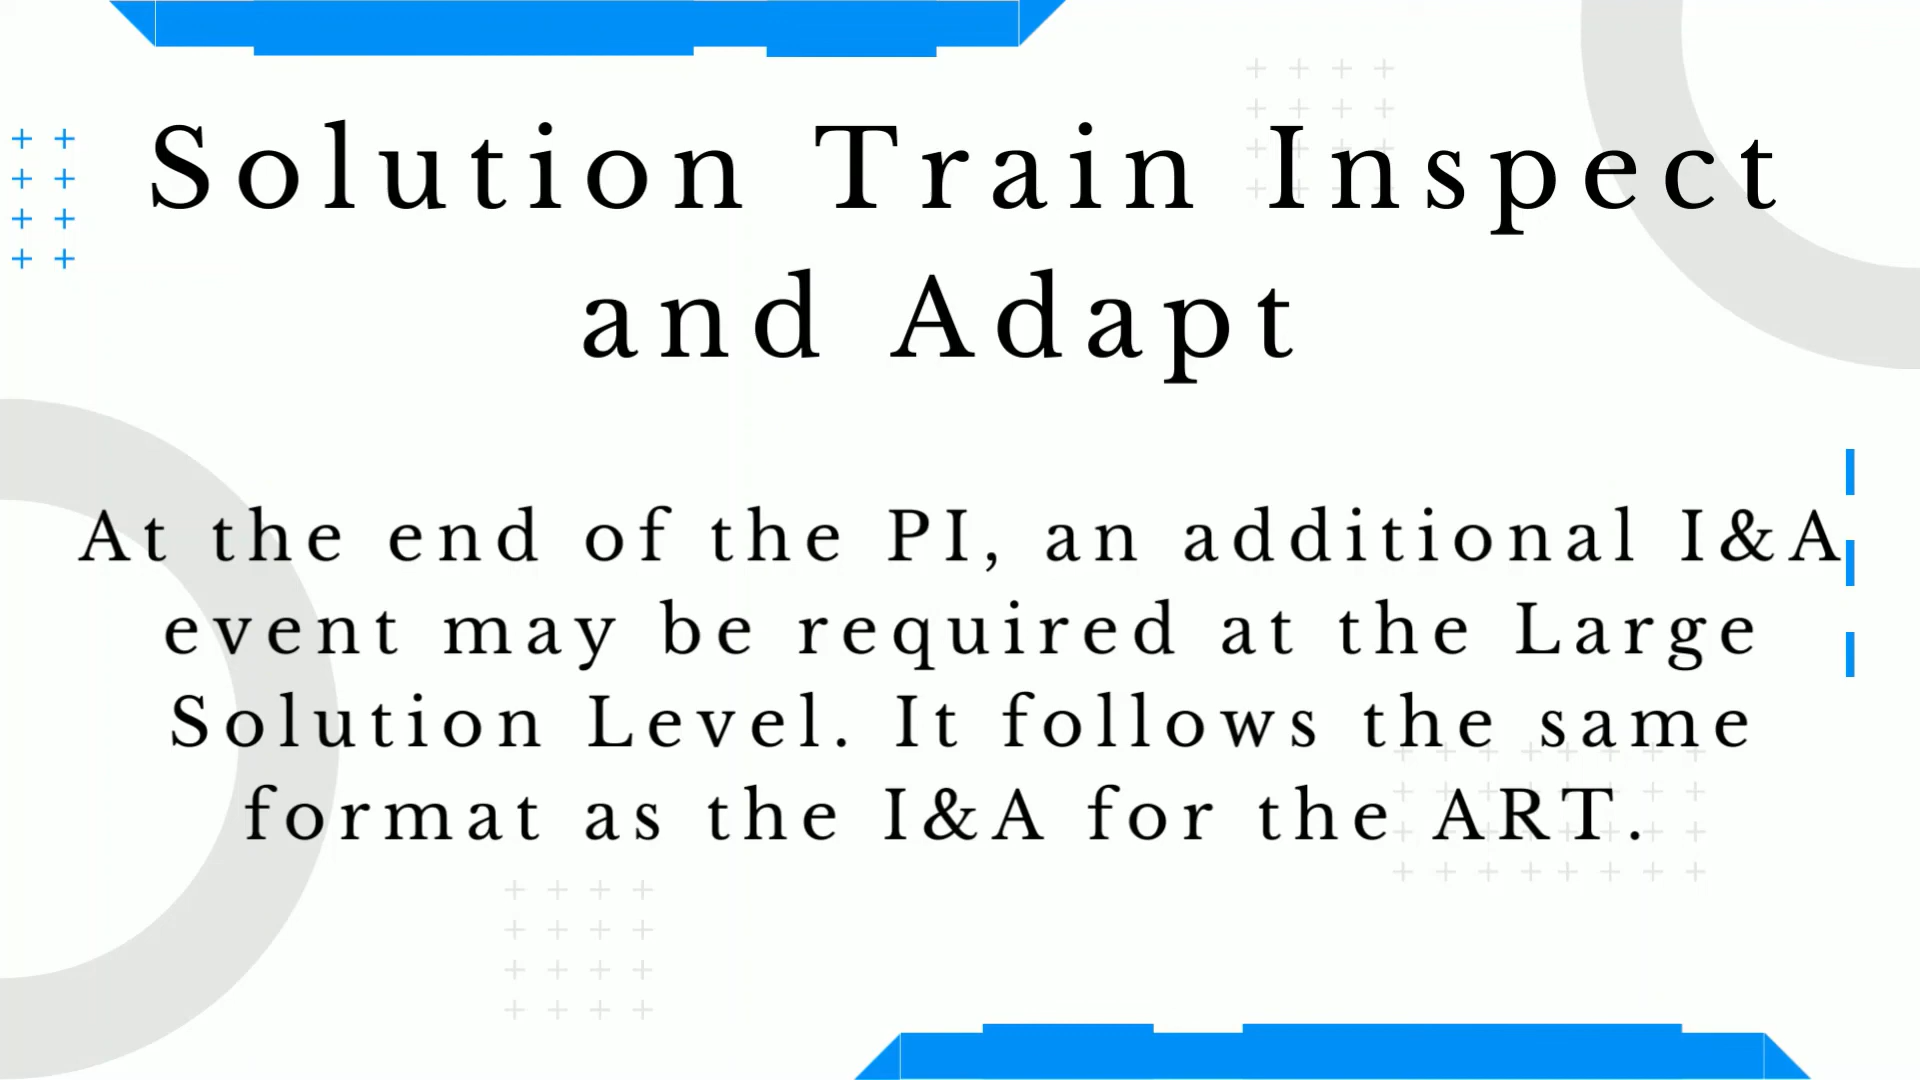 Solution Train Inspect
and Adapt
At the end of the PI, an additional I&A
event may be required at the Large
Solution Level. It follows the same
format as the I&A for the ART.